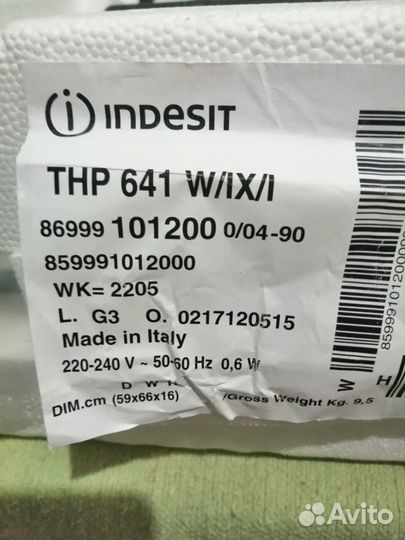 indesit
THP 641 W/IX/I
86999 101200 0/04-90
859991012000
WK= 2205
L. G3 O. 0217120515
Made in Italy
220-240 V ~ 50-60 Hz 0,6 W
D W H
DIM.cm (59x66x16) /Gross Weight Kg. 9,5
W H
Avito